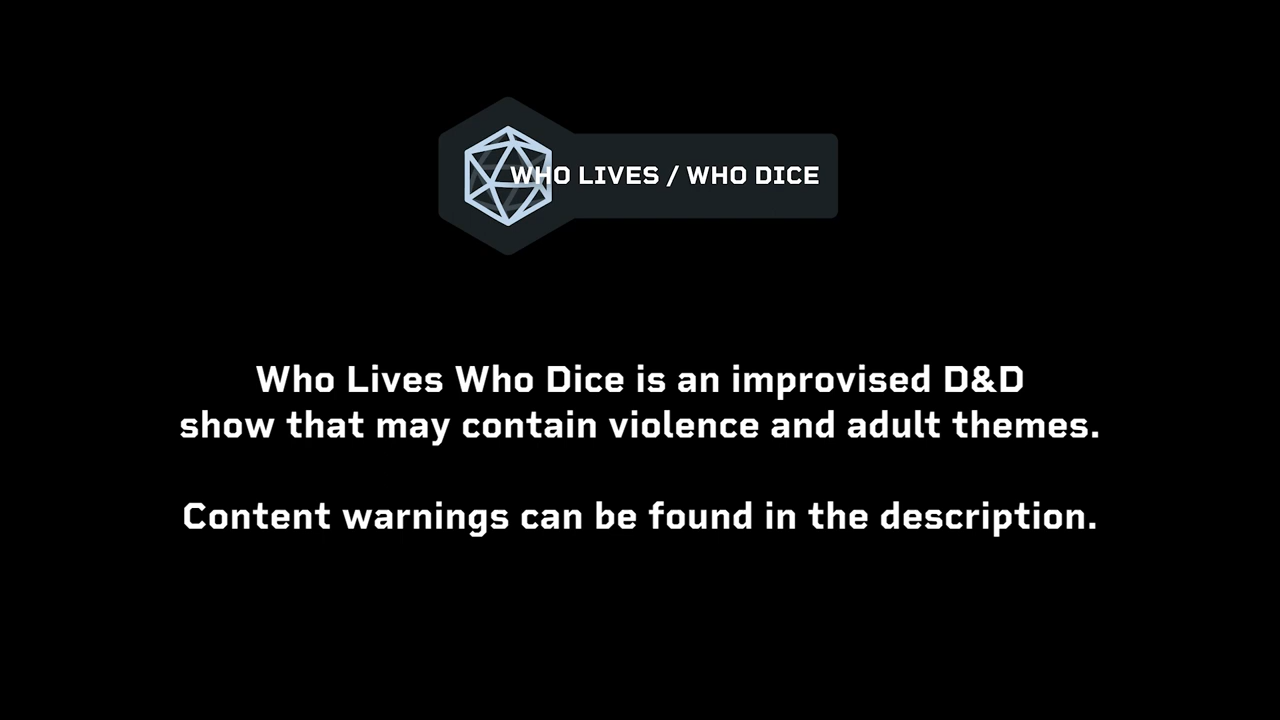 WHO LIVES / WHO DICE
Who Lives Who Dice is an improvised D&D
show that may contain violence and adult themes.
Content warnings can be found in the description.